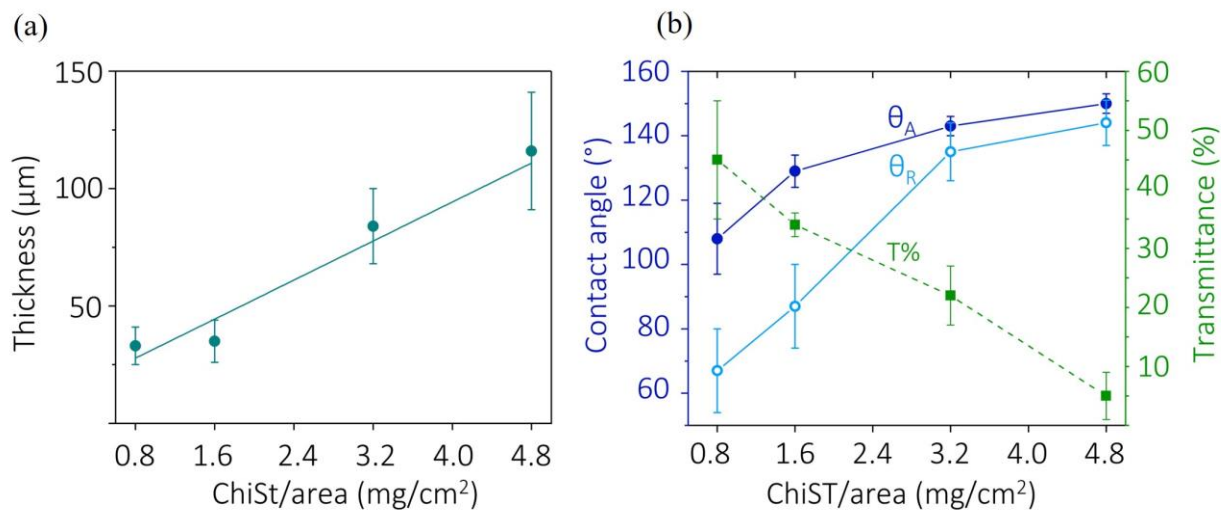 (a)
150
100
50
Thickness (µm)
0.8 1.6 2.4 3.2 4.0 4.8
ChiSt/area (mg/cm²)
(b)
160
140
120
100
80
60
Contact angle (°)
θA
θR
T%
60
50
40
30
20
10
Transmittance (%)
0.8 1.6 2.4 3.2 4.0 4.8
ChiST/area (mg/cm²)